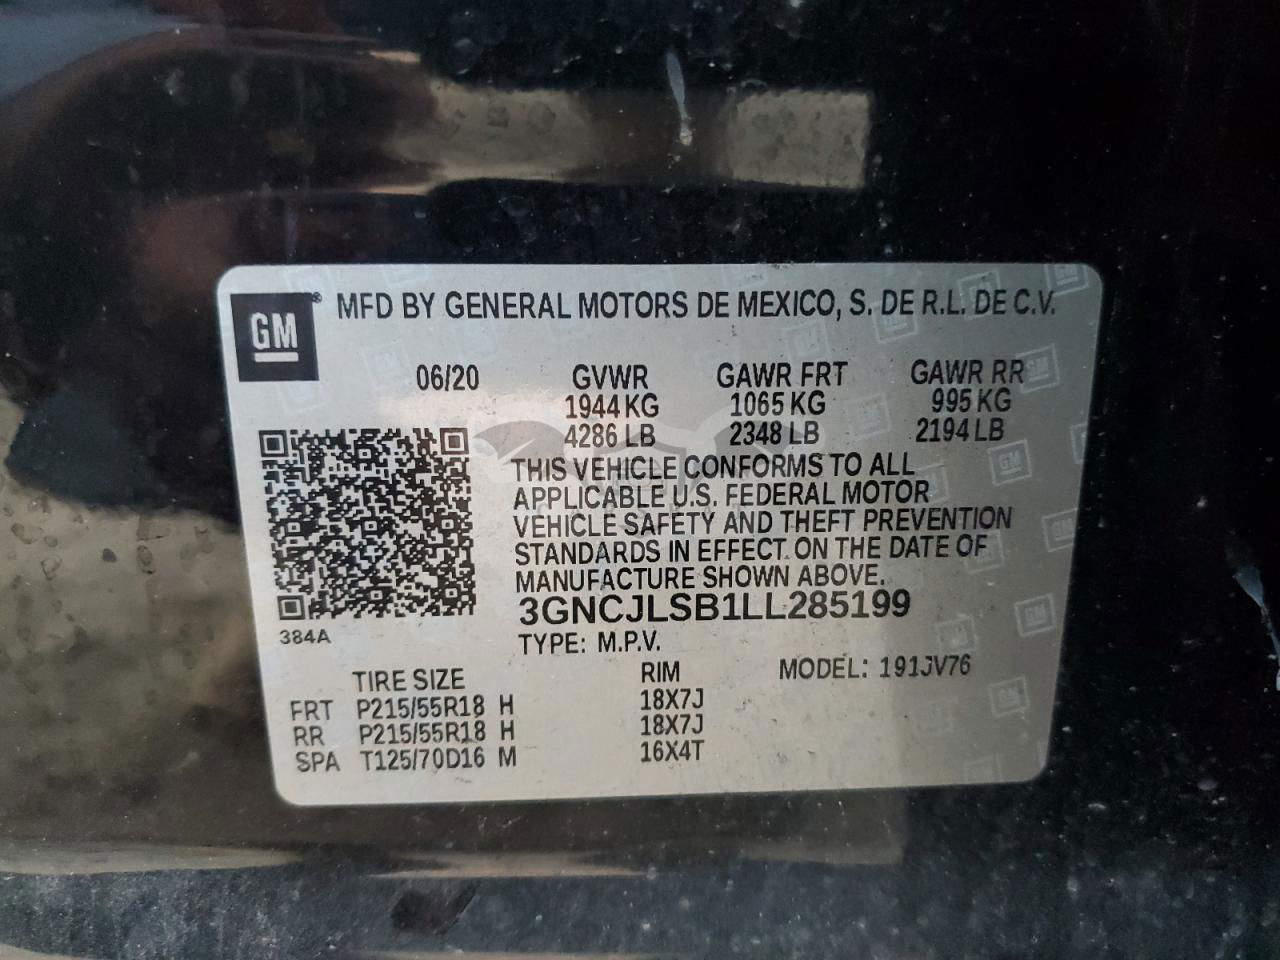 GM® MFD BY GENERAL MOTORS DE MEXICO, S. DE R.L. DE C.V.
06/20 GVWR GAWR FRT GAWR RR
1944 KG 1065 KG 995 KG
4286 LB 2348 LB 2194 LB
THIS VEHICLE CONFORMS TO ALL
APPLICABLE U.S. FEDERAL MOTOR
VEHICLE SAFETY AND THEFT PREVENTION
STANDARDS IN EFFECT ON THE DATE OF
MANUFACTURE SHOWN ABOVE.
3GNCJLSB1LL285199
384A
TYPE: M.P.V.
TIRE SIZE RIM MODEL: 191JV76
FRT P215/55R18 H 18X7J
RR P215/55R18 H 18X7J
SPA T125/70D16 M 16X4T